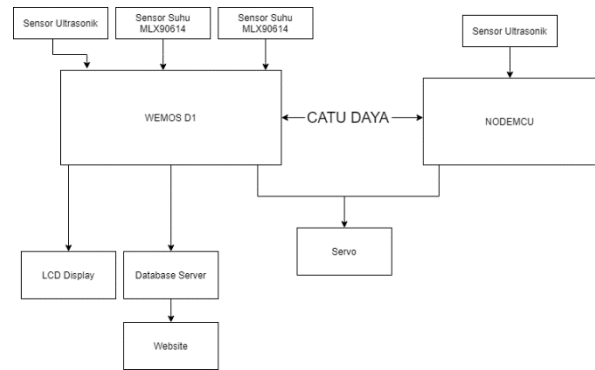 Sensor Ultrasonik
Sensor Suhu
MLX90614
Sensor Suhu
MLX90614
Sensor Ultrasonik
WEMOS D1
CATU DAYA
NODEMCU
Servo
LCD Display
Database Server
Website